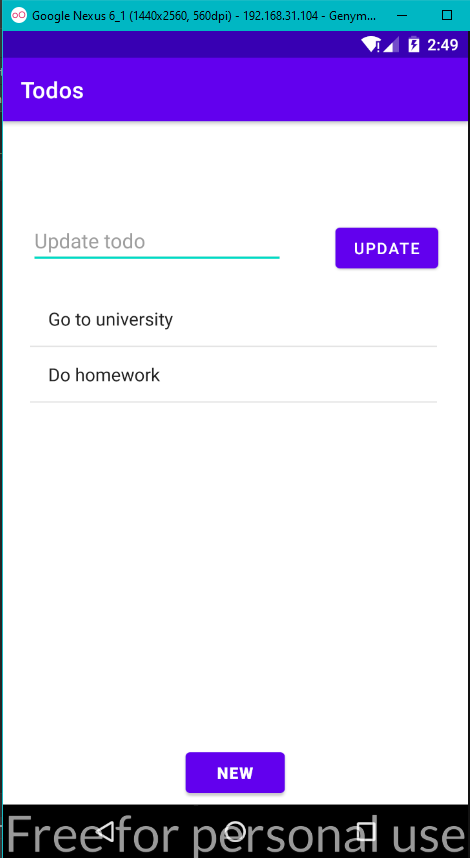 Google Nexus 6_1 (1440x2560, 560dpi) - 192.168.31.104 - Genym...
2:49
Todos
Update todo
UPDATE
Go to university
Do homework
NEW
Free for personal use